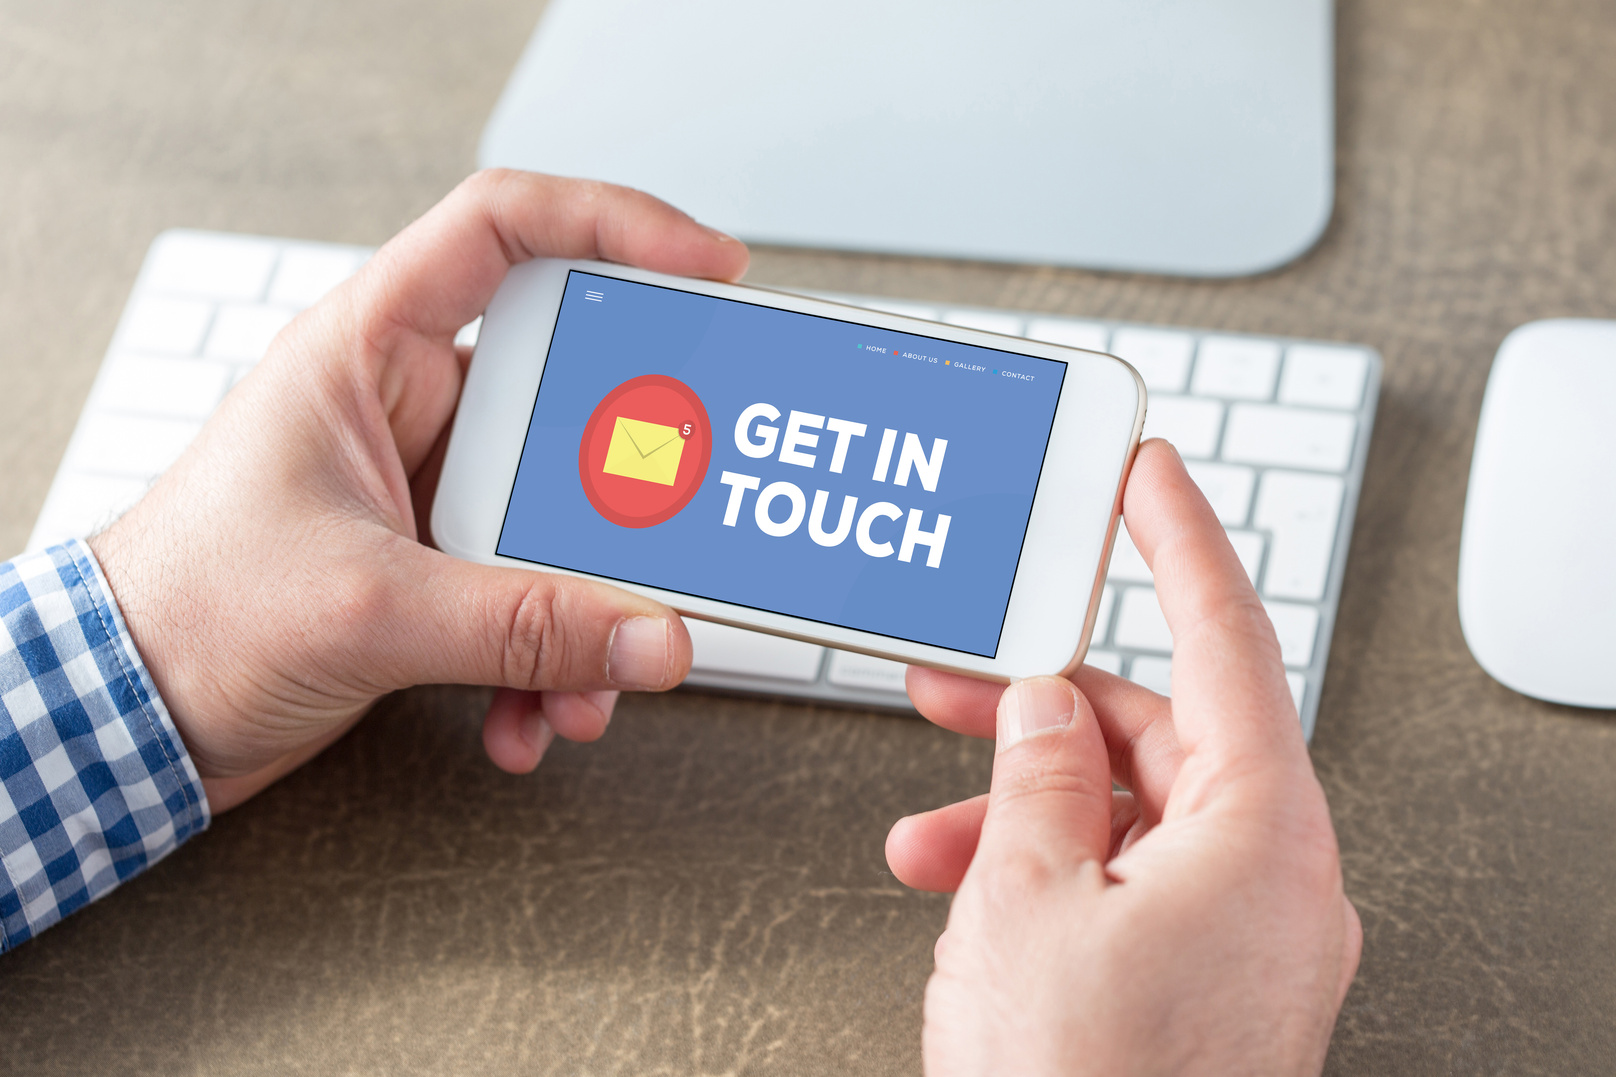 HOME ABOUT US GALLERY CONTACT
5
GET IN
TOUCH